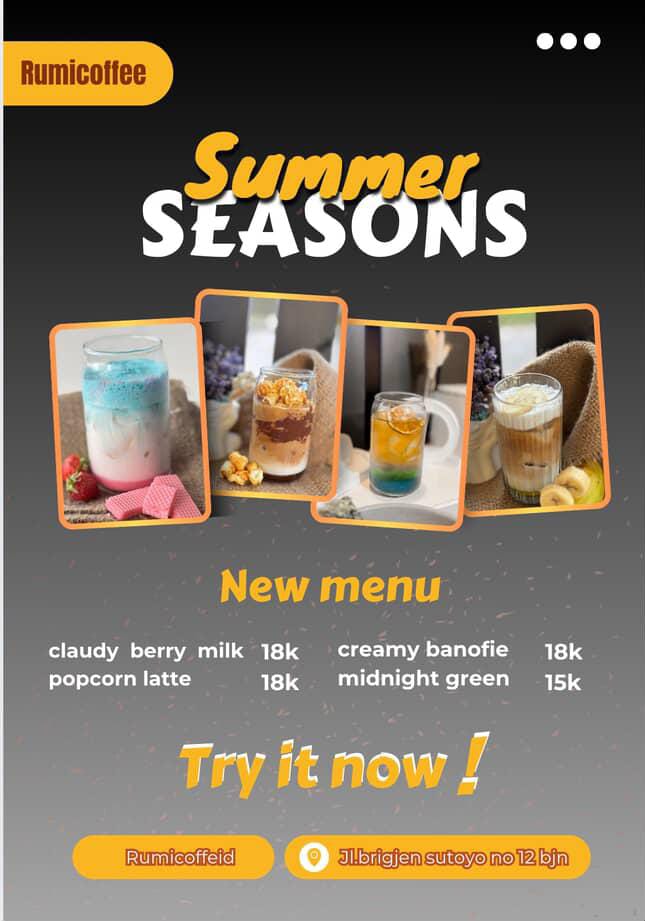 Rumicoffee
Summer
SEASONS
New menu
claudy berry milk 18k
popcorn latte 18k
creamy banofie 18k
midnight green 15k
Try it now !
Rumicoffeid
Jl.brigjen sutoyo no 12 bjn